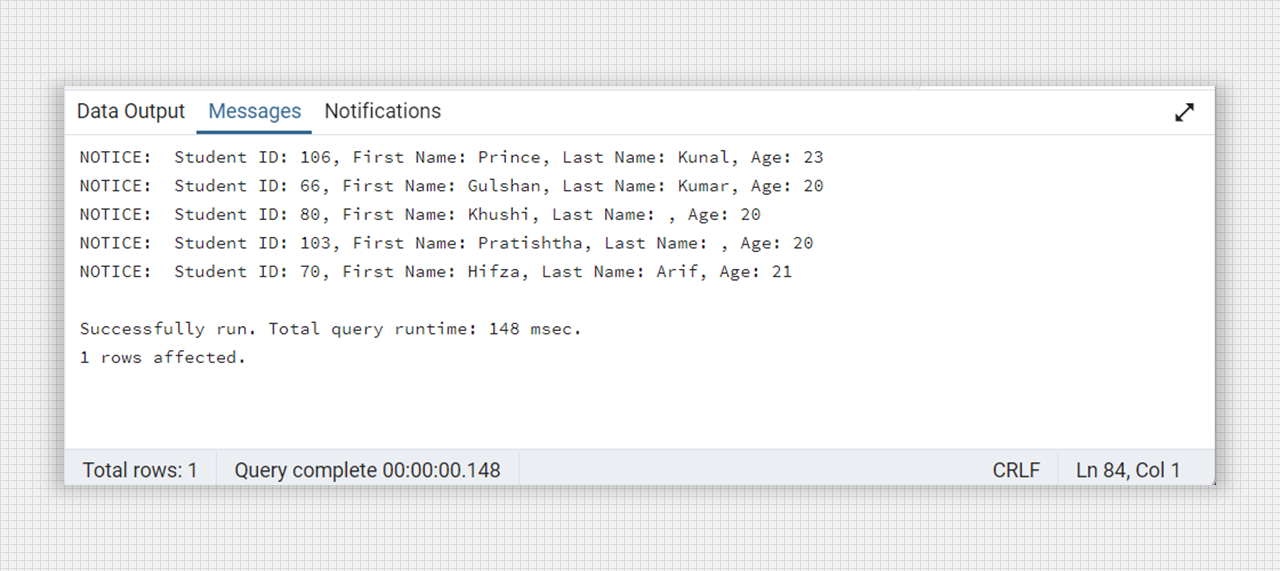 Data Output Messages Notifications
NOTICE:  Student ID: 106, First Name: Prince, Last Name: Kunal, Age: 23
NOTICE:  Student ID: 66, First Name: Gulshan, Last Name: Kumar, Age: 20
NOTICE:  Student ID: 80, First Name: Khushi, Last Name: , Age: 20
NOTICE:  Student ID: 103, First Name: Pratishtha, Last Name: , Age: 20
NOTICE:  Student ID: 70, First Name: Hifza, Last Name: Arif, Age: 21
Successfully run. Total query runtime: 148 msec.
1 rows affected.
Total rows: 1 Query complete 00:00:00.148 CRLF Ln 84, Col 1